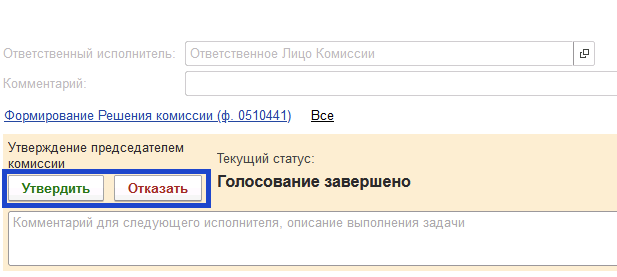 Ответственный исполнитель: Ответственное Лицо Комиссии
Комментарий:
Формирование Решения комиссии (ф. 0510441) Все
Утверждение председателем
комиссии
Текущий статус:
Утвердить Отказать Голосование завершено
Комментарий для следующего исполнителя, описание выполнения задачи